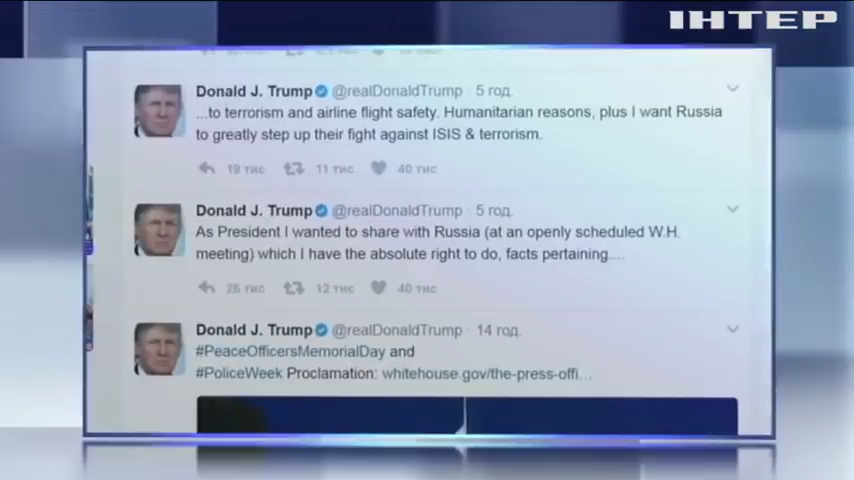 ІНТЕР
Donald J. Trump @realDonaldTrump · 5 год.
...to terrorism and airline flight safety. Humanitarian reasons, plus I want Russia
to greatly step up their fight against ISIS & terrorism.
19 тис 11 тис 40 тис
Donald J. Trump @realDonaldTrump · 5 год.
As President I wanted to share with Russia (at an openly scheduled W.H.
meeting) which I have the absolute right to do, facts pertaining....
12 тис 40 тис
Donald J. Trump @realDonaldTrump · 14 год.
#PeaceOfficersMemorialDay and
#PoliceWeek Proclamation: whitehouse.gov/the-press-offi...